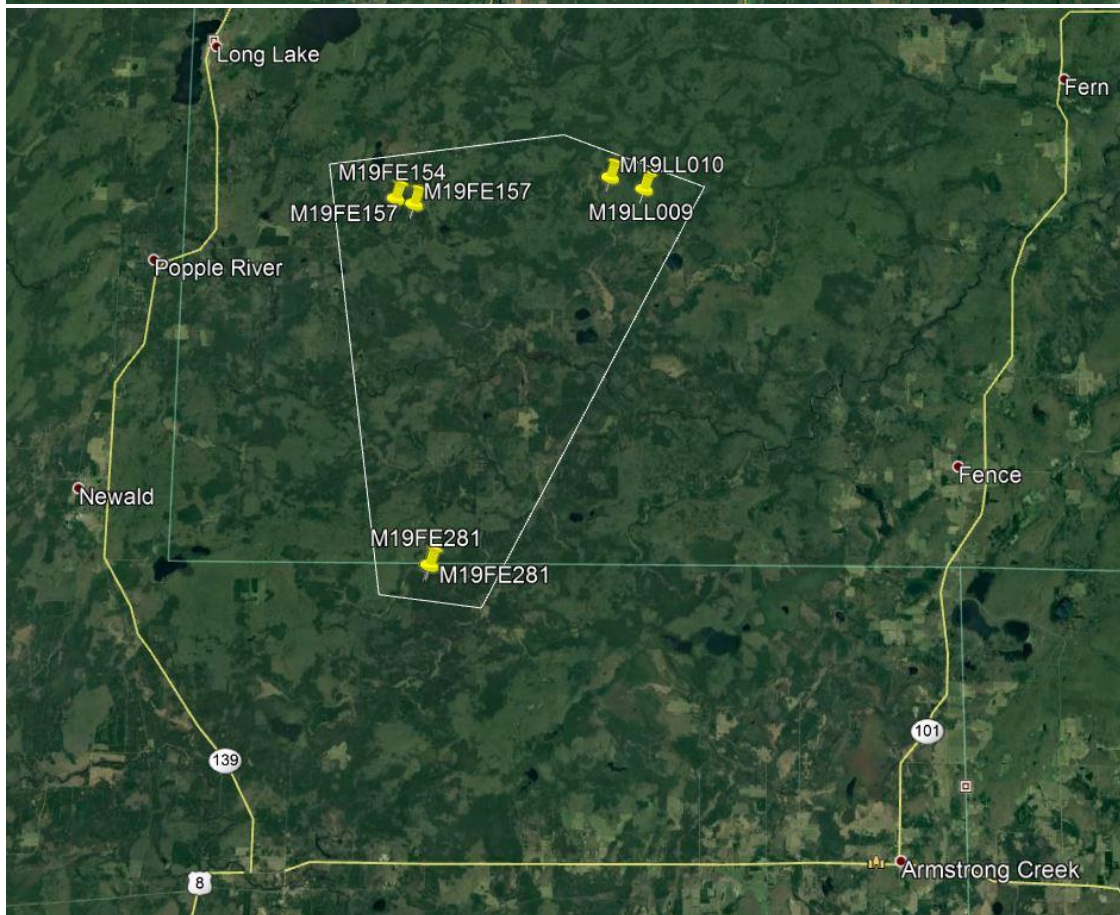 Long Lake
Fern
M19FE154
M19LL010
M19FE157
M19FE157
M19LL009
Popple River
Fence
Newald
M19FE281
M19FE281
101
139
Armstrong Creek
8